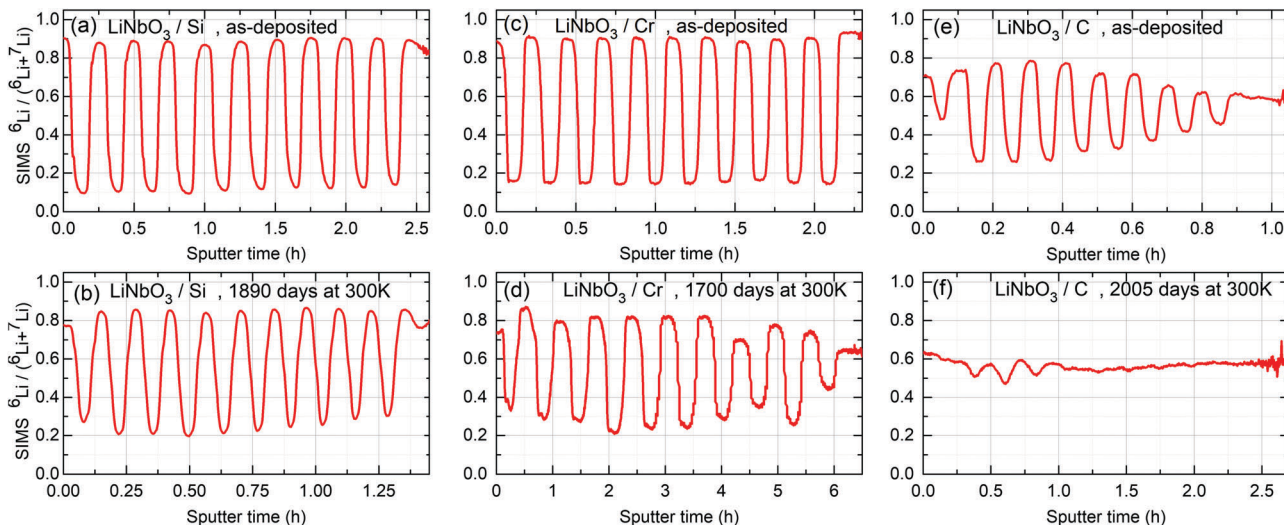 (a) LiNbO₃ / Si , as-deposited
SIMS ⁶Li / (⁶Li+⁷Li)
1.0
0.8
0.6
0.4
0.2
0.0
0.0 0.5 1.0 1.5 2.0 2.5
Sputter time (h)
(c) LiNbO₃ / Cr , as-deposited
1.0
0.8
0.6
0.4
0.2
0.0
0.0 0.5 1.0 1.5 2.0
Sputter time (h)
(e) LiNbO₃ / C , as-deposited
1.0
0.8
0.6
0.4
0.2
0.0
0.0 0.2 0.4 0.6 0.8 1.0
Sputter time (h)
(b) LiNbO₃ / Si , 1890 days at 300K
SIMS ⁶Li / (⁶Li+⁷Li)
1.0
0.8
0.6
0.4
0.2
0.0
0.00 0.25 0.50 0.75 1.00 1.25
Sputter time (h)
(d) LiNbO₃ / Cr , 1700 days at 300K
1.0
0.8
0.6
0.4
0.2
0.0
0 1 2 3 4 5 6
Sputter time (h)
(f) LiNbO₃ / C , 2005 days at 300K
1.0
0.8
0.6
0.4
0.2
0.0
0.0 0.5 1.0 1.5 2.0 2.5
Sputter time (h)